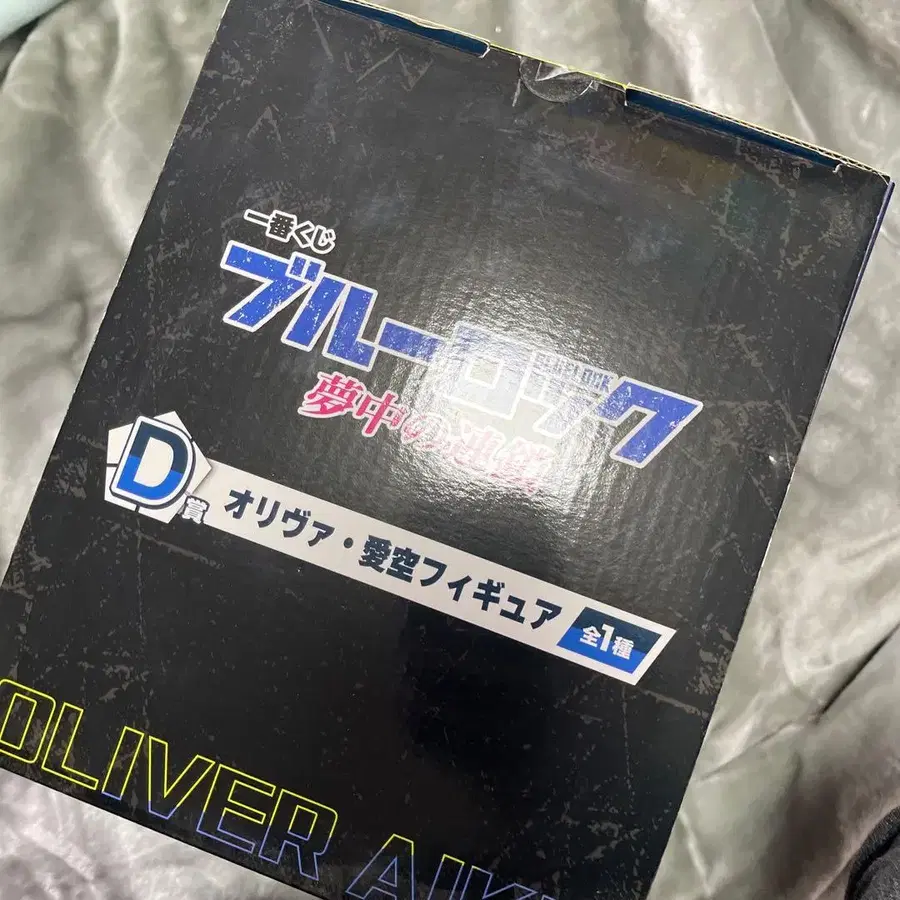 一番くじ
ブルーロック
BLUELOCK
夢中の連鎖
D賞
オリヴァ・愛空フィギュア
全1種
OLIVER AIK